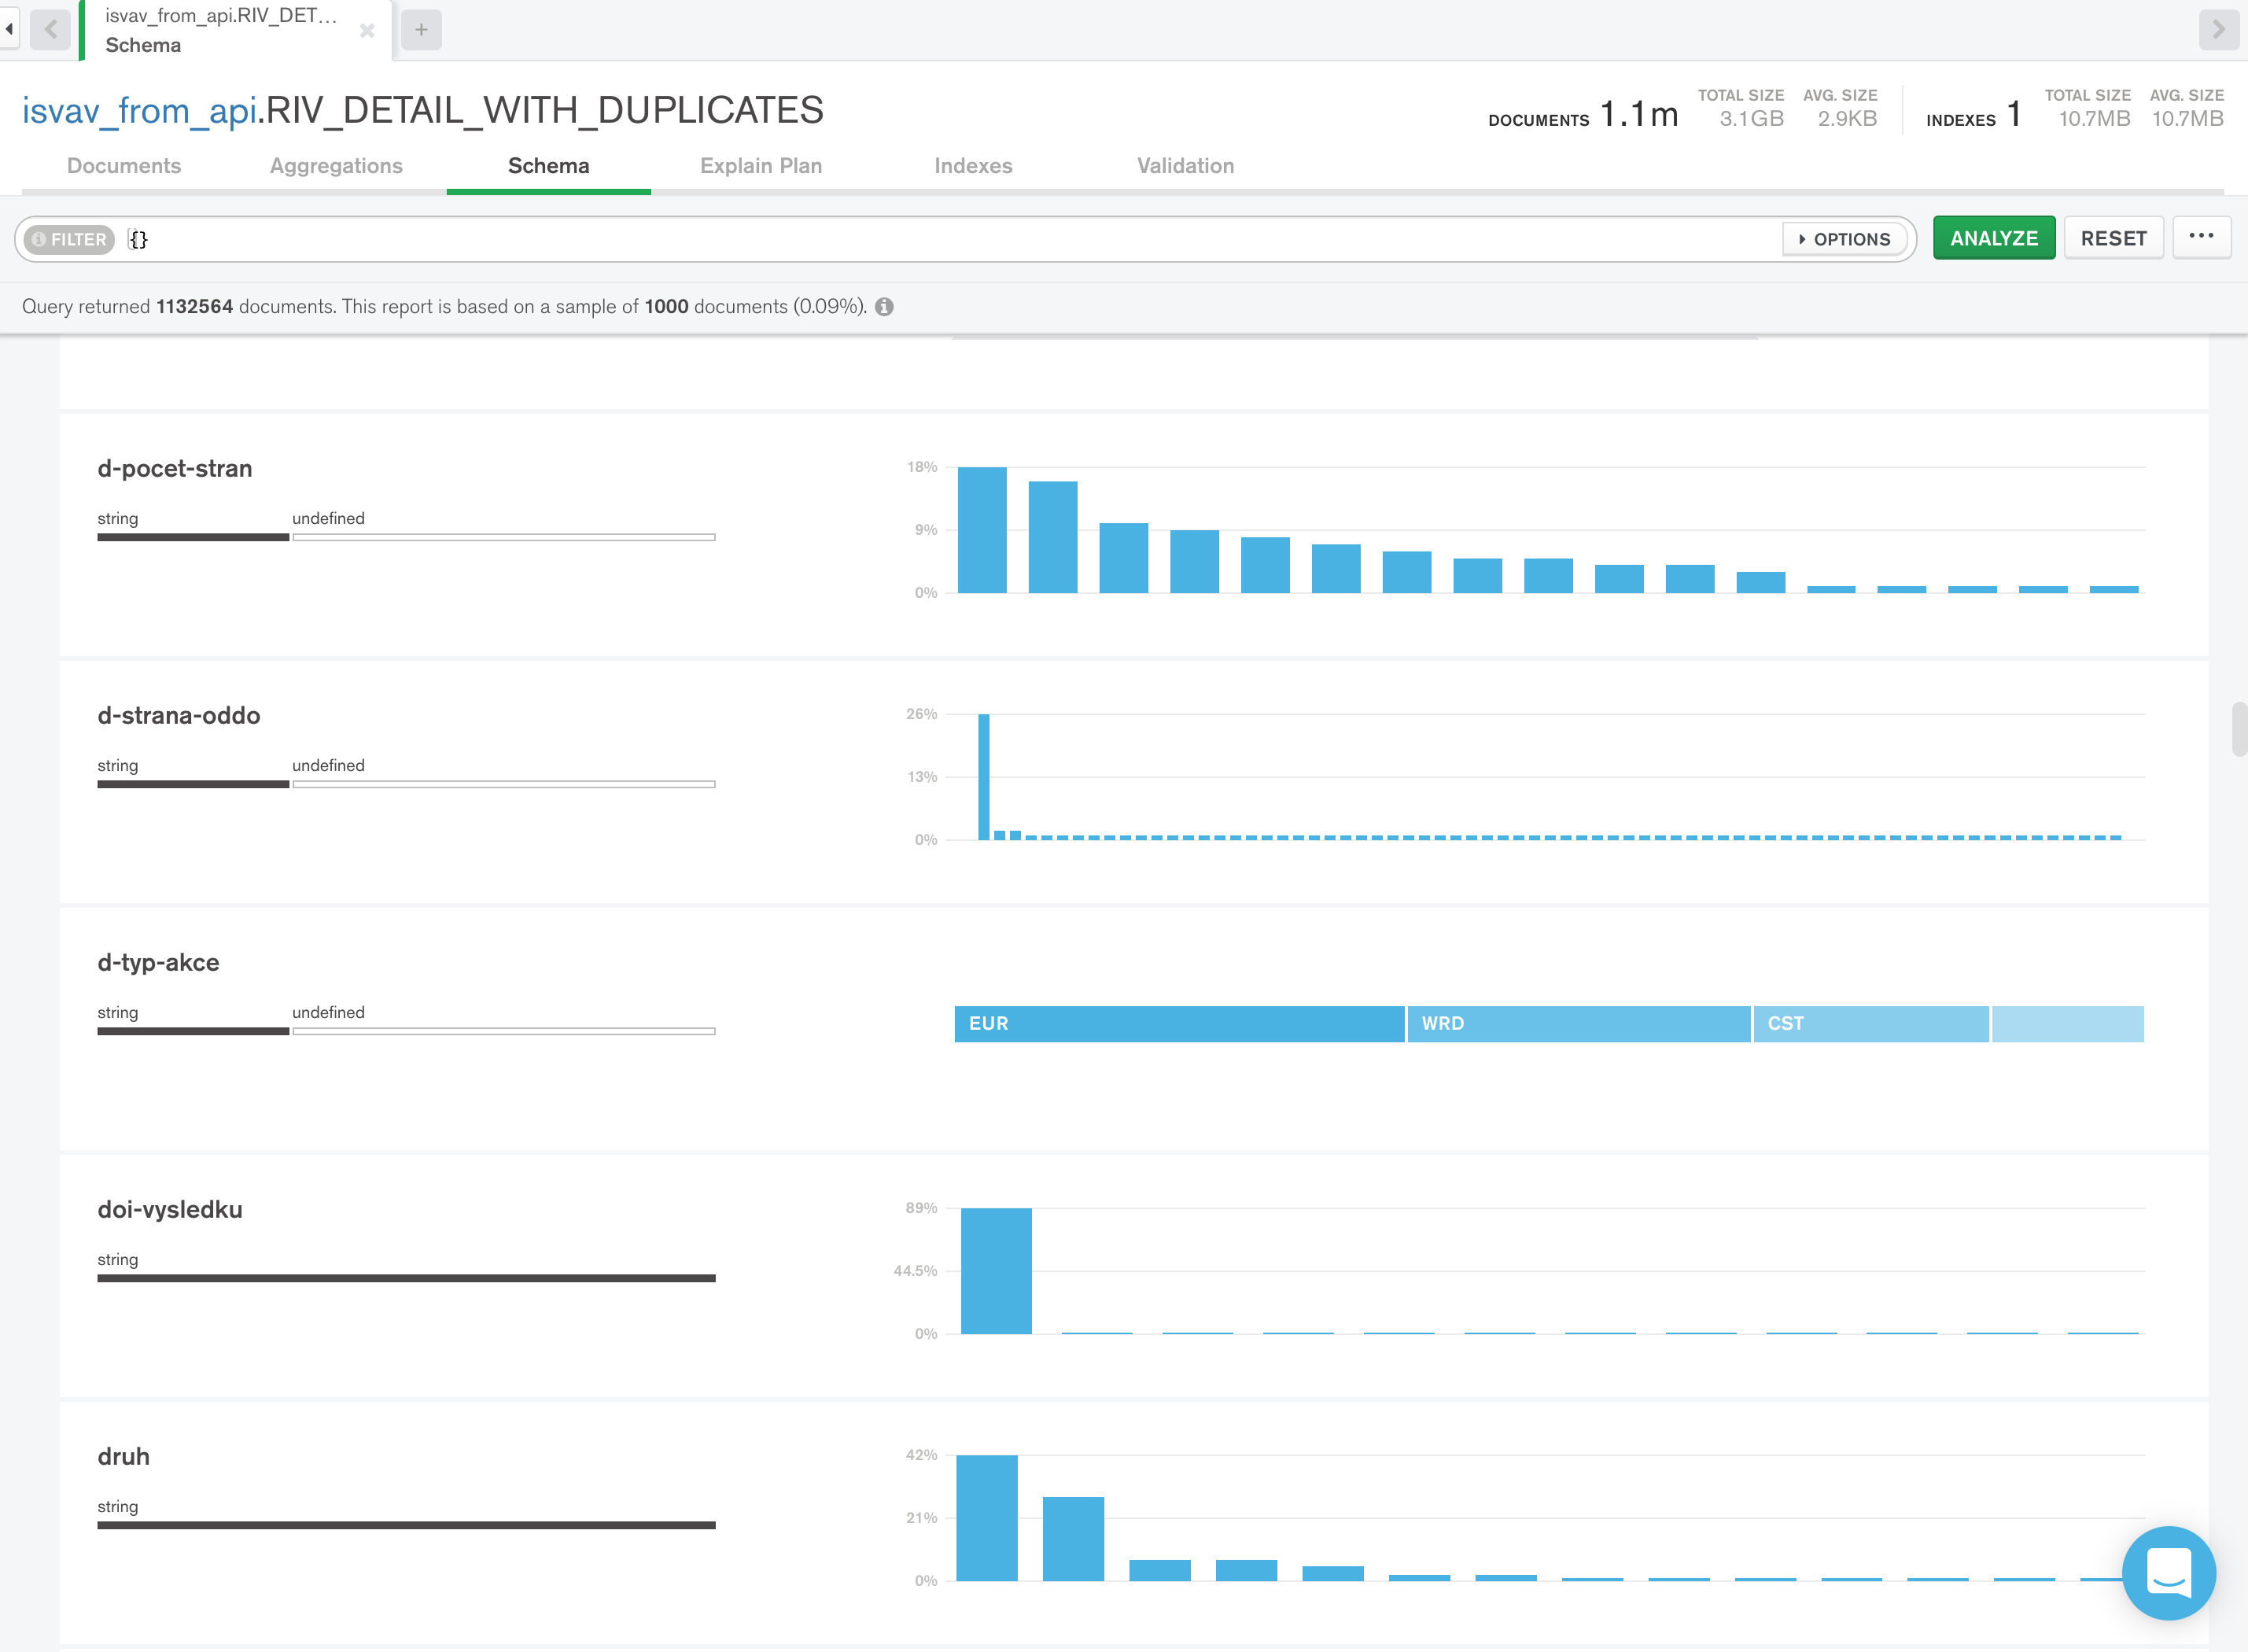 isvav_from_api.RIV_DET...
Schema
isvav_from_api.RIV_DETAIL_WITH_DUPLICATES
DOCUMENTS 1.1m TOTAL SIZE 3.1GB AVG. SIZE 2.9KB INDEXES 1 TOTAL SIZE 10.7MB AVG. SIZE 10.7MB
Documents Aggregations Schema Explain Plan Indexes Validation
FILTER {} OPTIONS ANALYZE RESET ...
Query returned 1132564 documents. This report is based on a sample of 1000 documents (0.09%).
d-pocet-stran
string undefined
18%
9%
0%
d-strana-oddo
string undefined
26%
13%
0%
d-typ-akce
string undefined
EUR WRD CST
doi-vysledku
string
89%
44.5%
0%
druh
string
42%
21%
0%